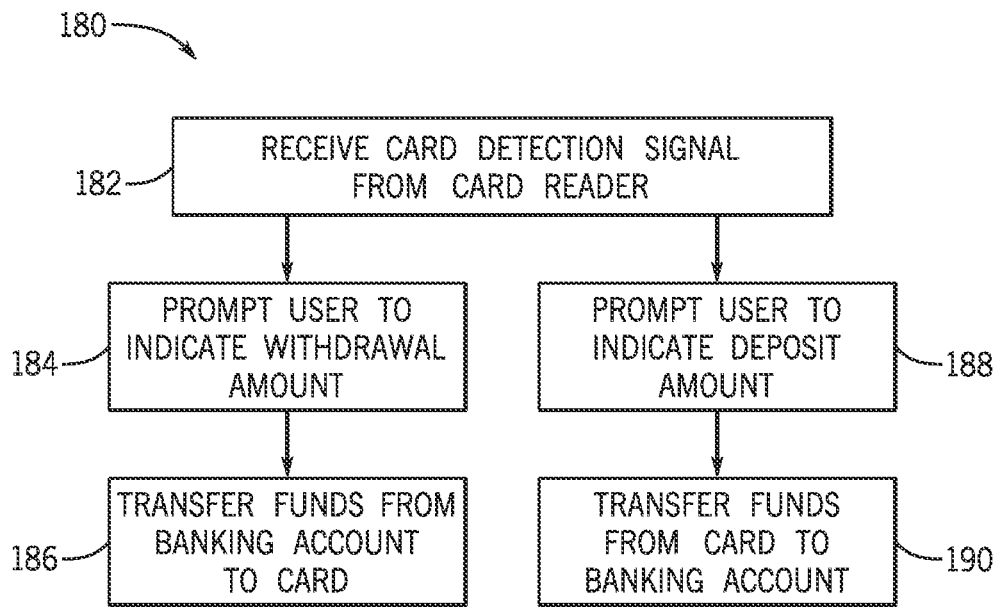 180
RECEIVE CARD DETECTION SIGNAL
FROM CARD READER
182
PROMPT USER TO
INDICATE WITHDRAWAL
AMOUNT
184
PROMPT USER TO
INDICATE DEPOSIT
AMOUNT
188
TRANSFER FUNDS FROM
BANKING ACCOUNT
TO CARD
186
TRANSFER FUNDS
FROM CARD TO
BANKING ACCOUNT
190